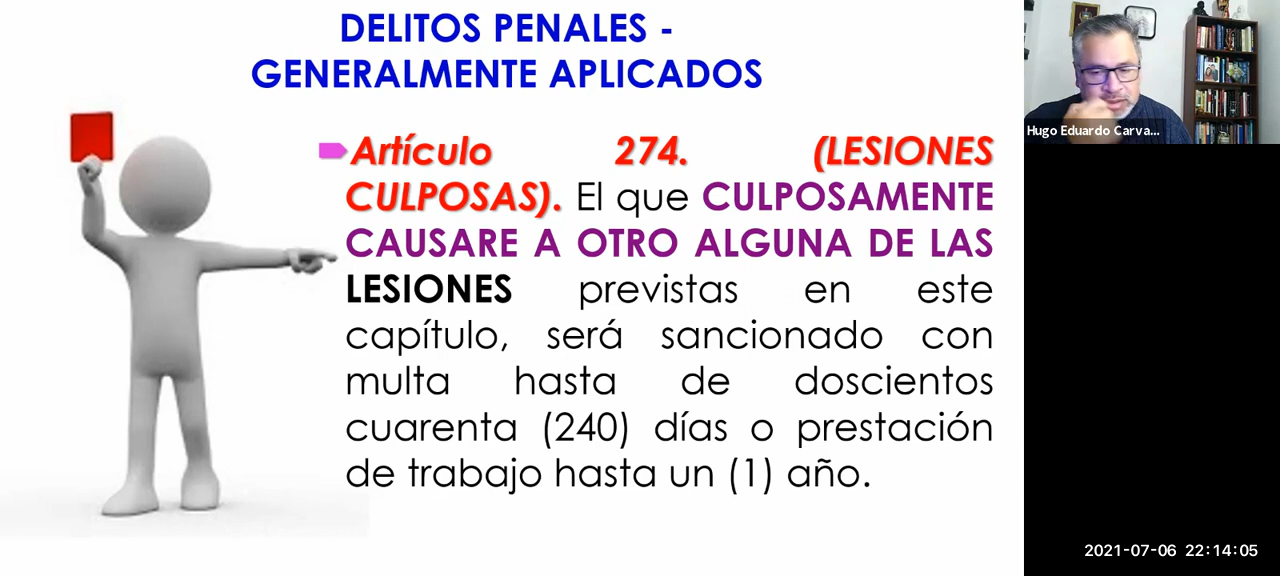 DELITOS PENALES -
GENERALMENTE APLICADOS
Artículo 274. (LESIONES
CULPOSAS). El que CULPOSAMENTE
CAUSARE A OTRO ALGUNA DE LAS
LESIONES previstas en este
capítulo, será sancionado con
multa hasta de doscientos
cuarenta (240) días o prestación
de trabajo hasta un (1) año.
Hugo Eduardo Carva...
2021-07-06 22:14:05